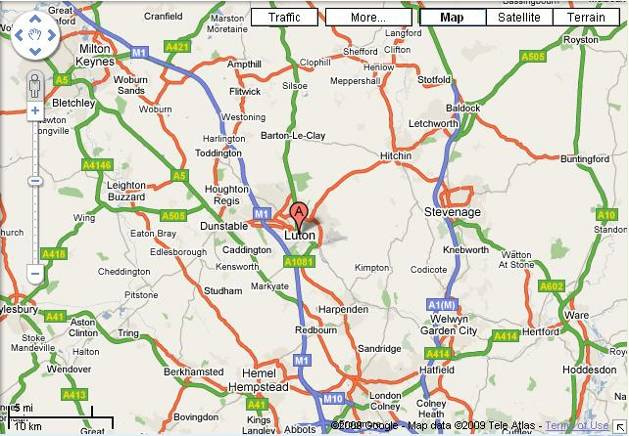 Great
Cranfield
Marston
Moretaine
Shefford
Langford
Clifton
Traffic
More...
Map
Satellite
Terrain
Royston
M1
A421
A505
Milton
Keynes
Ampthill
Clophill
Henlow
Meppershall
Stotfold
A5
Woburn
Sands
Flitwick
Silsoe
Bletchley
Woburn
Westoning
Baldock
Letchworth
Harlington
Barton-Le-Clay
Toddington
Hitchin
Buntingford
A4146
A5
Leighton
Buzzard
Houghton
Regis
A505
M1
A
Stevenage
A10
Wing
Dunstable
Luton
Standon
Eaton Bray
Edlesborough
Caddington
Kensworth
A1081
Knebworth
Watton
At Stone
A418
Cheddington
Kimpton
Codicote
Pitstone
Studham
Markyate
A602
A1(M)
Harpenden
Welwyn
Garden City
Ware
A41
Aston
Clinton
Tring
Redbourn
Hertford
A414
Stoke
Mandeville
Halton
Sandridge
A414
Wendover
M1
Hatfield
Hoddesdon
Berkhamsted
Hemel
Hempstead
A413
A41
M10
London
Colney
Colney
Heath
5 mi
10 km
Great
Bovingdon
Kings
Langley
Abbots
©2009 Google - Map data ©2009 Tele Atlas - Terms of Use